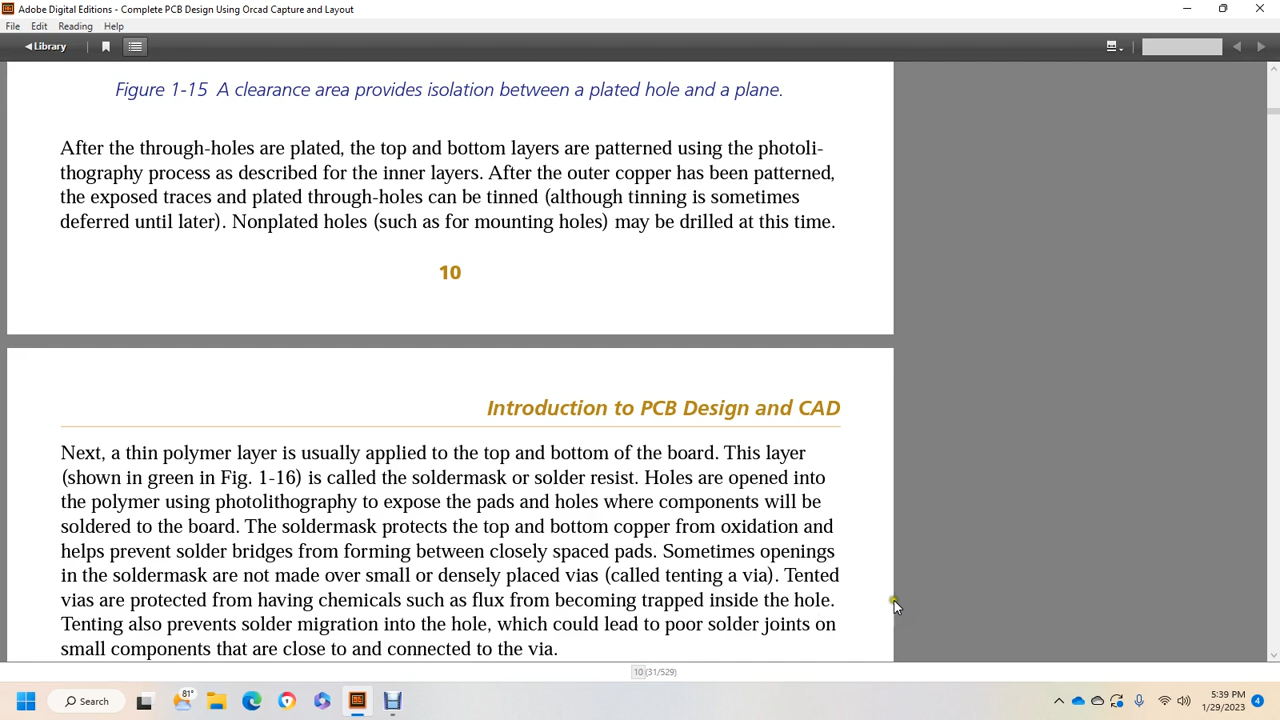 Adobe Digital Editions - Complete PCB Design Using Orcad Capture and Layout
File Edit Reading Help
Library
Figure 1-15 A clearance area provides isolation between a plated hole and a plane.
After the through-holes are plated, the top and bottom layers are patterned using the photoli-
thography process as described for the inner layers. After the outer copper has been patterned,
the exposed traces and plated through-holes can be tinned (although tinning is sometimes
deferred until later). Nonplated holes (such as for mounting holes) may be drilled at this time.
10
Introduction to PCB Design and CAD
Next, a thin polymer layer is usually applied to the top and bottom of the board. This layer
(shown in green in Fig. 1-16) is called the soldermask or solder resist. Holes are opened into
the polymer using photolithography to expose the pads and holes where components will be
soldered to the board. The soldermask protects the top and bottom copper from oxidation and
helps prevent solder bridges from forming between closely spaced pads. Sometimes openings
in the soldermask are not made over small or densely placed vias (called tenting a via). Tented
vias are protected from having chemicals such as flux from becoming trapped inside the hole.
Tenting also prevents solder migration into the hole, which could lead to poor solder joints on
small components that are close to and connected to the via.
10 (31/529)
Search
81°
5:39 PM
1/29/2023
4